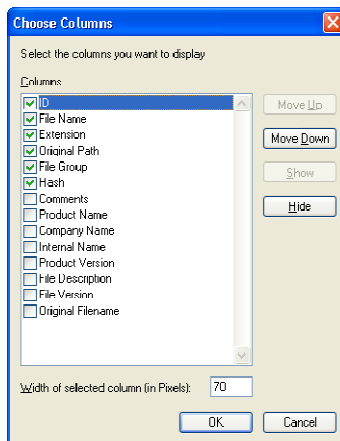 Choose Columns
Select the columns you want to display
Columns
ID
Move Up
File Name
Extension
Move Down
Original Path
File Group
Show
Hash
Comments
Hide
Product Name
Company Name
Internal Name
Product Version
File Description
File Version
Original Filename
Width of selected column (in Pixels): 70
OK Cancel